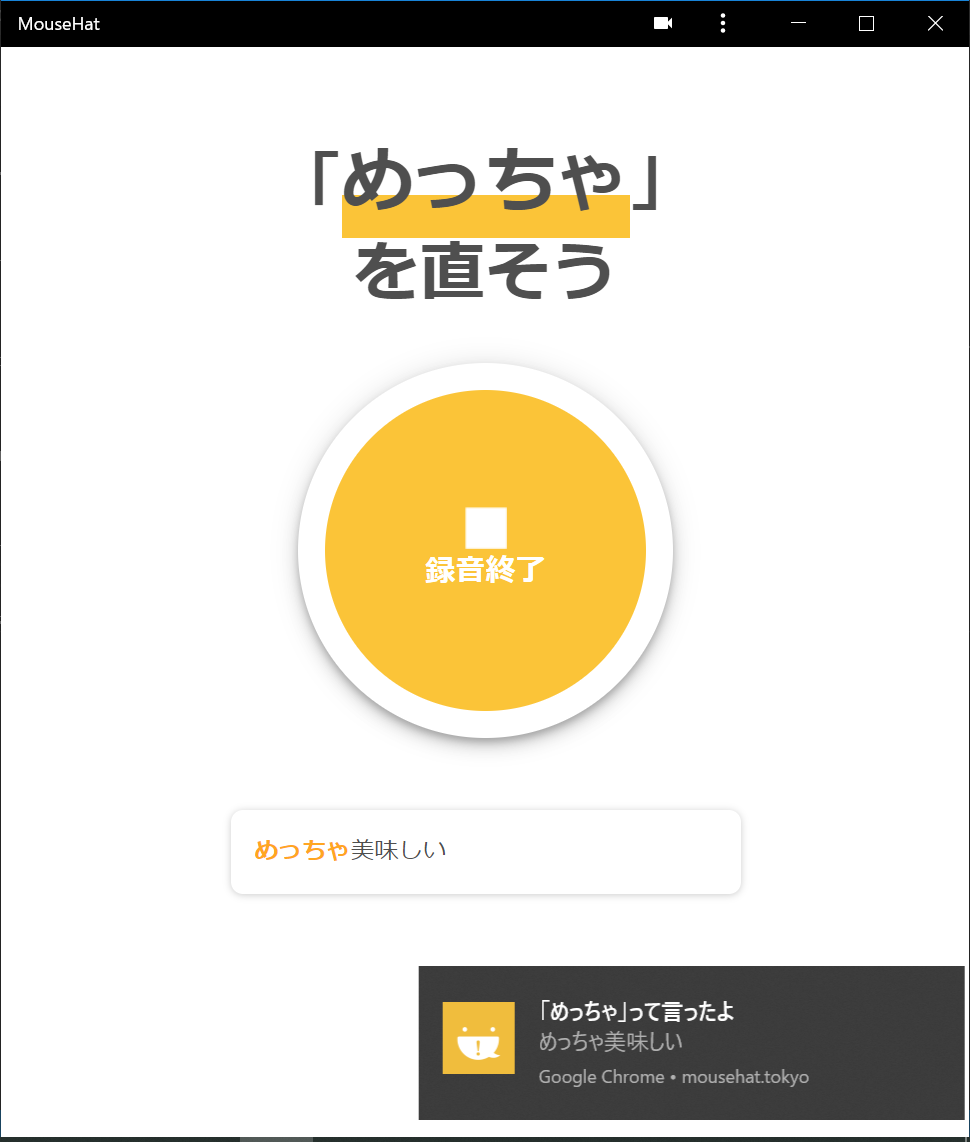 MouseHat
「めっちゃ」
を直そう
録音終了
めっちゃ美味しい
「めっちゃ」って言ったよ
めっちゃ美味しい
Google Chrome • mousehat.tokyo